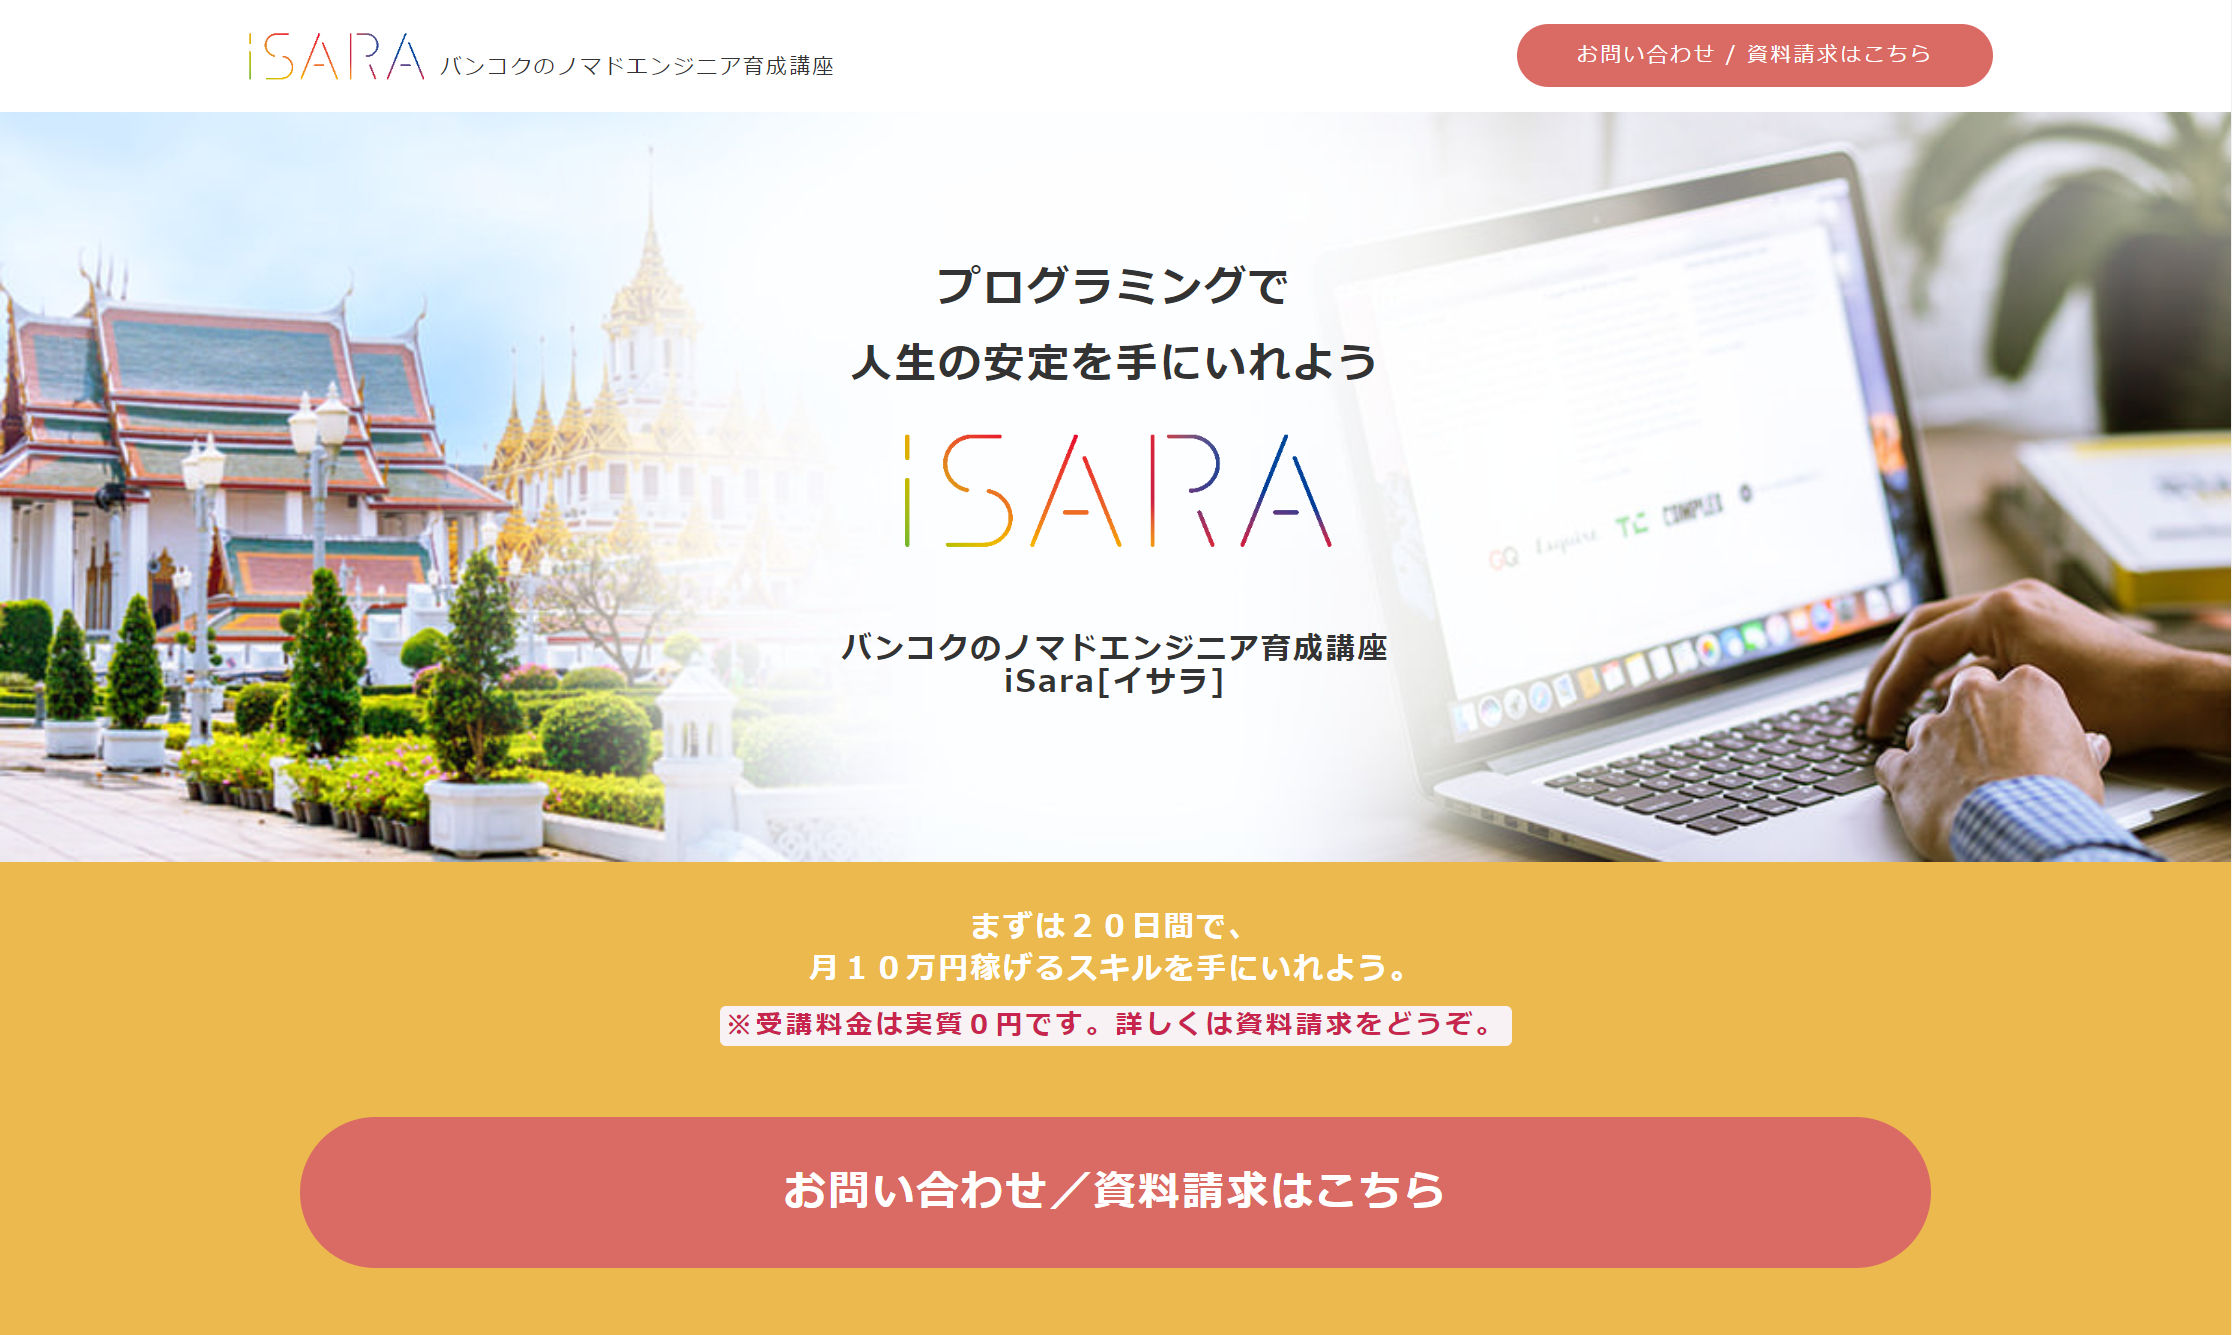 iSARA バンコクのノマドエンジニア育成講座
お問い合わせ / 資料請求はこちら
プログラミングで
人生の安定を手にいれよう
iSARA
バンコクのノマドエンジニア育成講座
iSara[イサラ]
GQ Esquire TC COMPLEX
まずは２０日間で、
月１０万円稼げるスキルを手にいれよう。
※受講料金は実質０円です。詳しくは資料請求をどうぞ。
お問い合わせ／資料請求はこちら